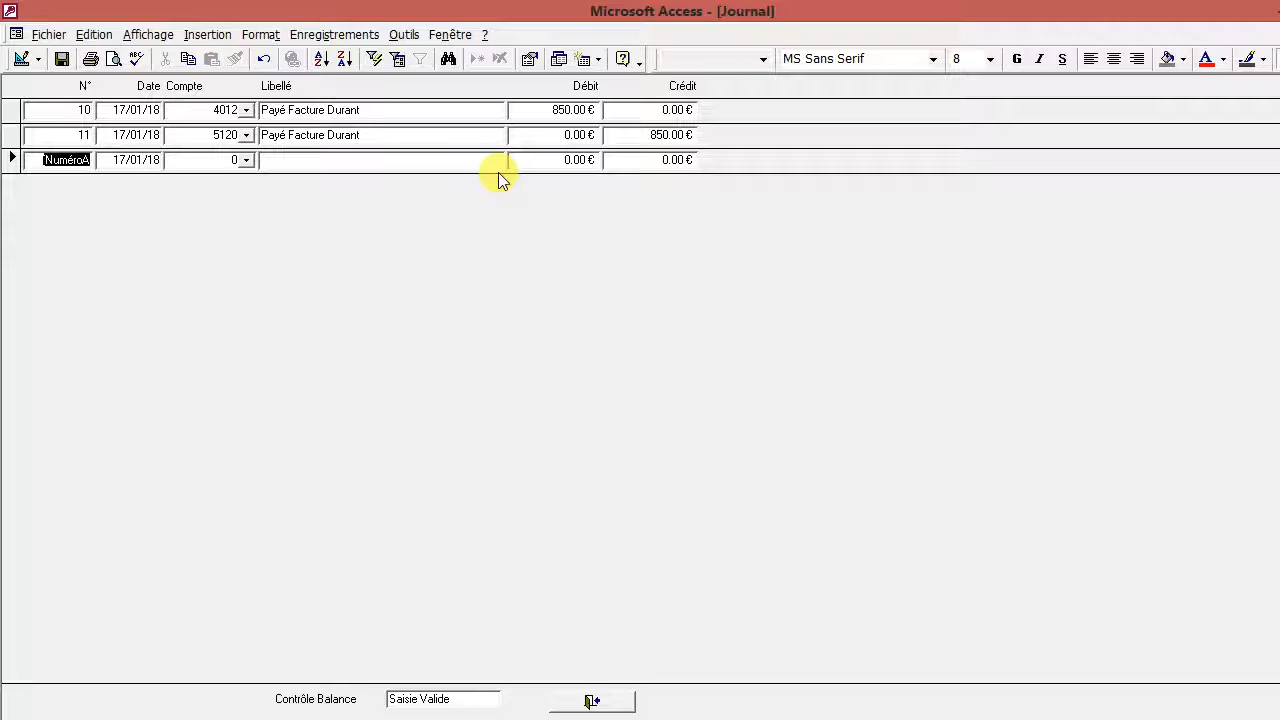 Microsoft Access - [Journal]
Fichier Edition Affichage Insertion Format Enregistrements Outils Fenêtre ?
MS Sans Serif 8 G I S
N° Date Compte Libellé Débit Crédit
10 17/01/18 4012 Payé Facture Durant 850.00 € 0.00 €
11 17/01/18 5120 Payé Facture Durant 0.00 € 850.00 €
NuméroA 17/01/18 0 0.00 € 0.00 €
Contrôle Balance Saisie Valide